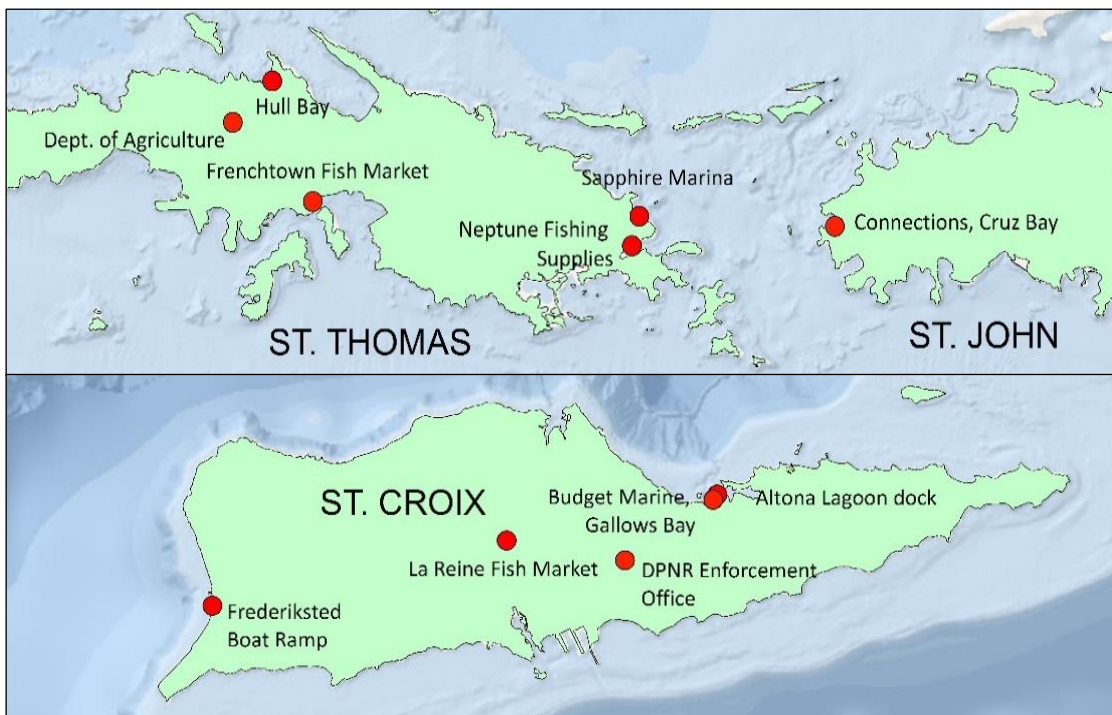 Hull Bay
Dept. of Agriculture
Frenchtown Fish Market
Sapphire Marina
Neptune Fishing
Supplies
Connections, Cruz Bay
ST. THOMAS
ST. JOHN
ST. CROIX
Budget Marine,
Gallows Bay
Altona Lagoon dock
La Reine Fish Market
DPNR Enforcement
Office
Frederiksted
Boat Ramp